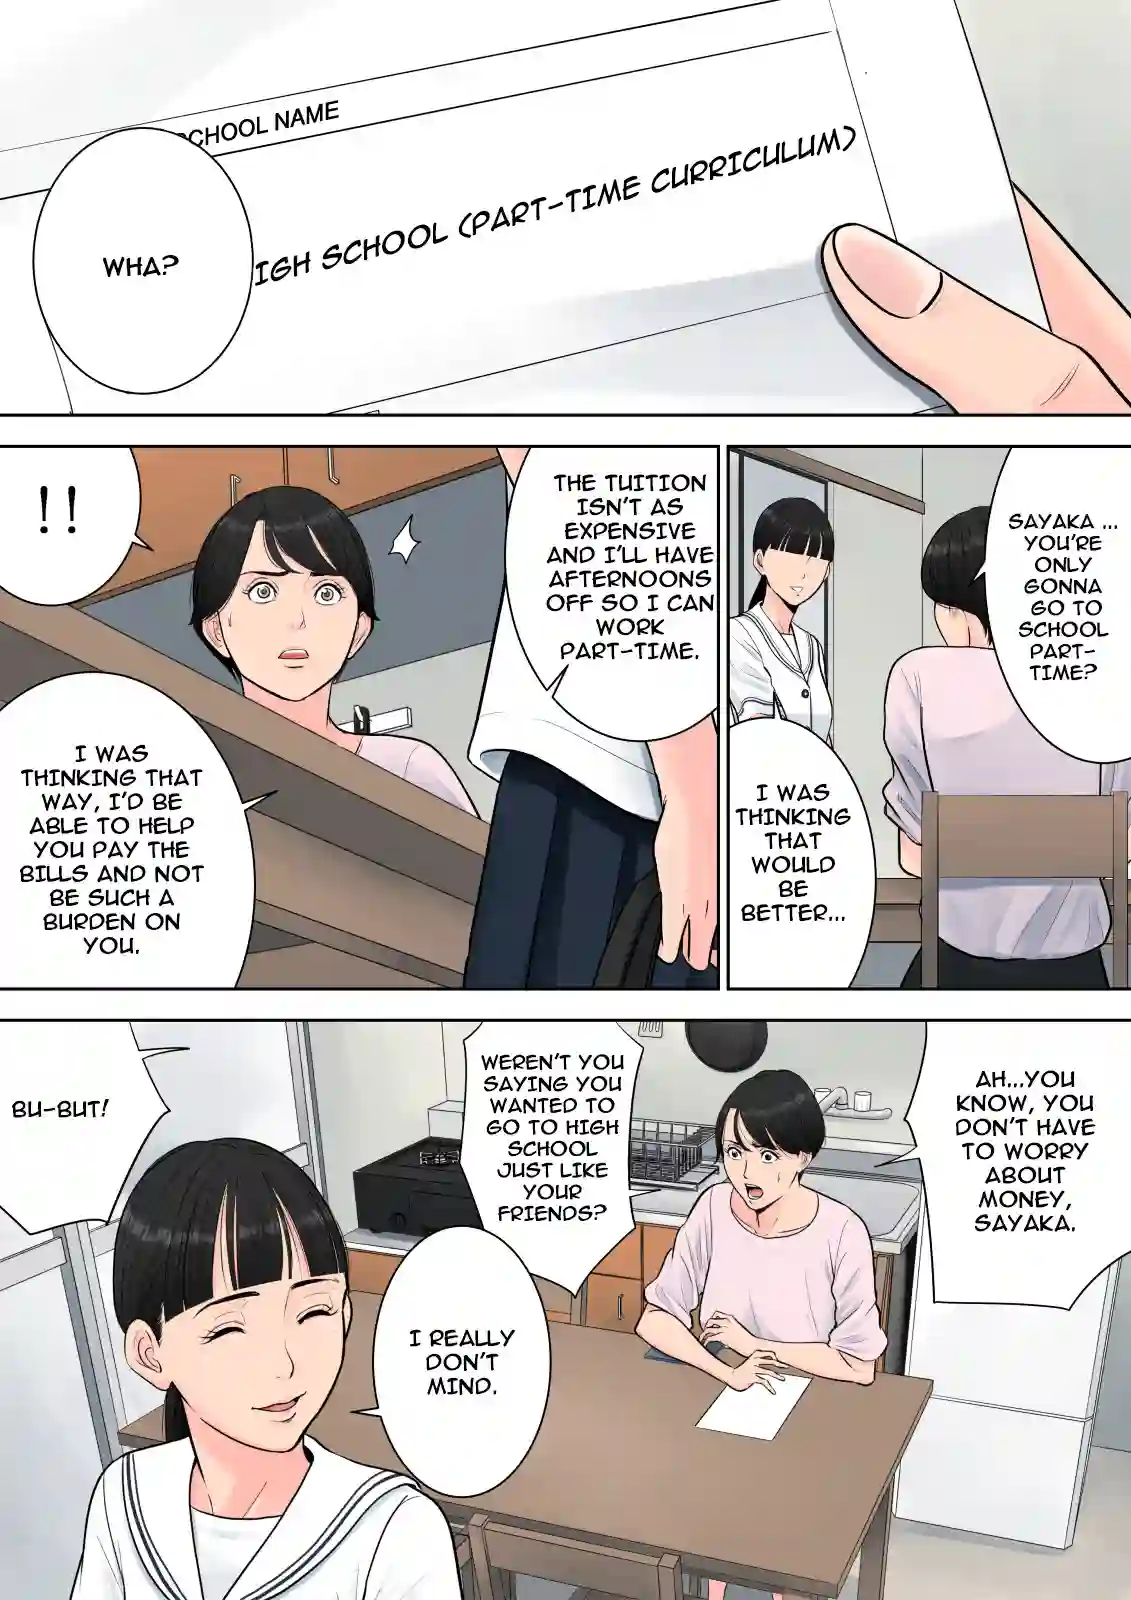 SCHOOL NAME
IGH SCHOOL (PART-TIME CURRICULUM)
WHA?
SAYAKA ...
YOU'RE
ONLY
GONNA
GO TO
SCHOOL
PART-
TIME?
I WAS
THINKING
THAT
WOULD
BE
BETTER...
THE TUITION
ISN'T AS
EXPENSIVE
AND I'LL HAVE
AFTERNOONS
OFF SO I CAN
WORK
PART-TIME.
!!
I WAS
THINKING THAT
WAY, I'D BE
ABLE TO HELP
YOU PAY THE
BILLS AND NOT
BE SUCH A
BURDEN ON
YOU.
AH...YOU
KNOW, YOU
DON'T HAVE
TO WORRY
ABOUT
MONEY,
SAYAKA.
WEREN'T YOU
SAYING YOU
WANTED TO
GO TO HIGH
SCHOOL
JUST LIKE
YOUR
FRIENDS?
I REALLY
DON'T
MIND.
BU-BUT!